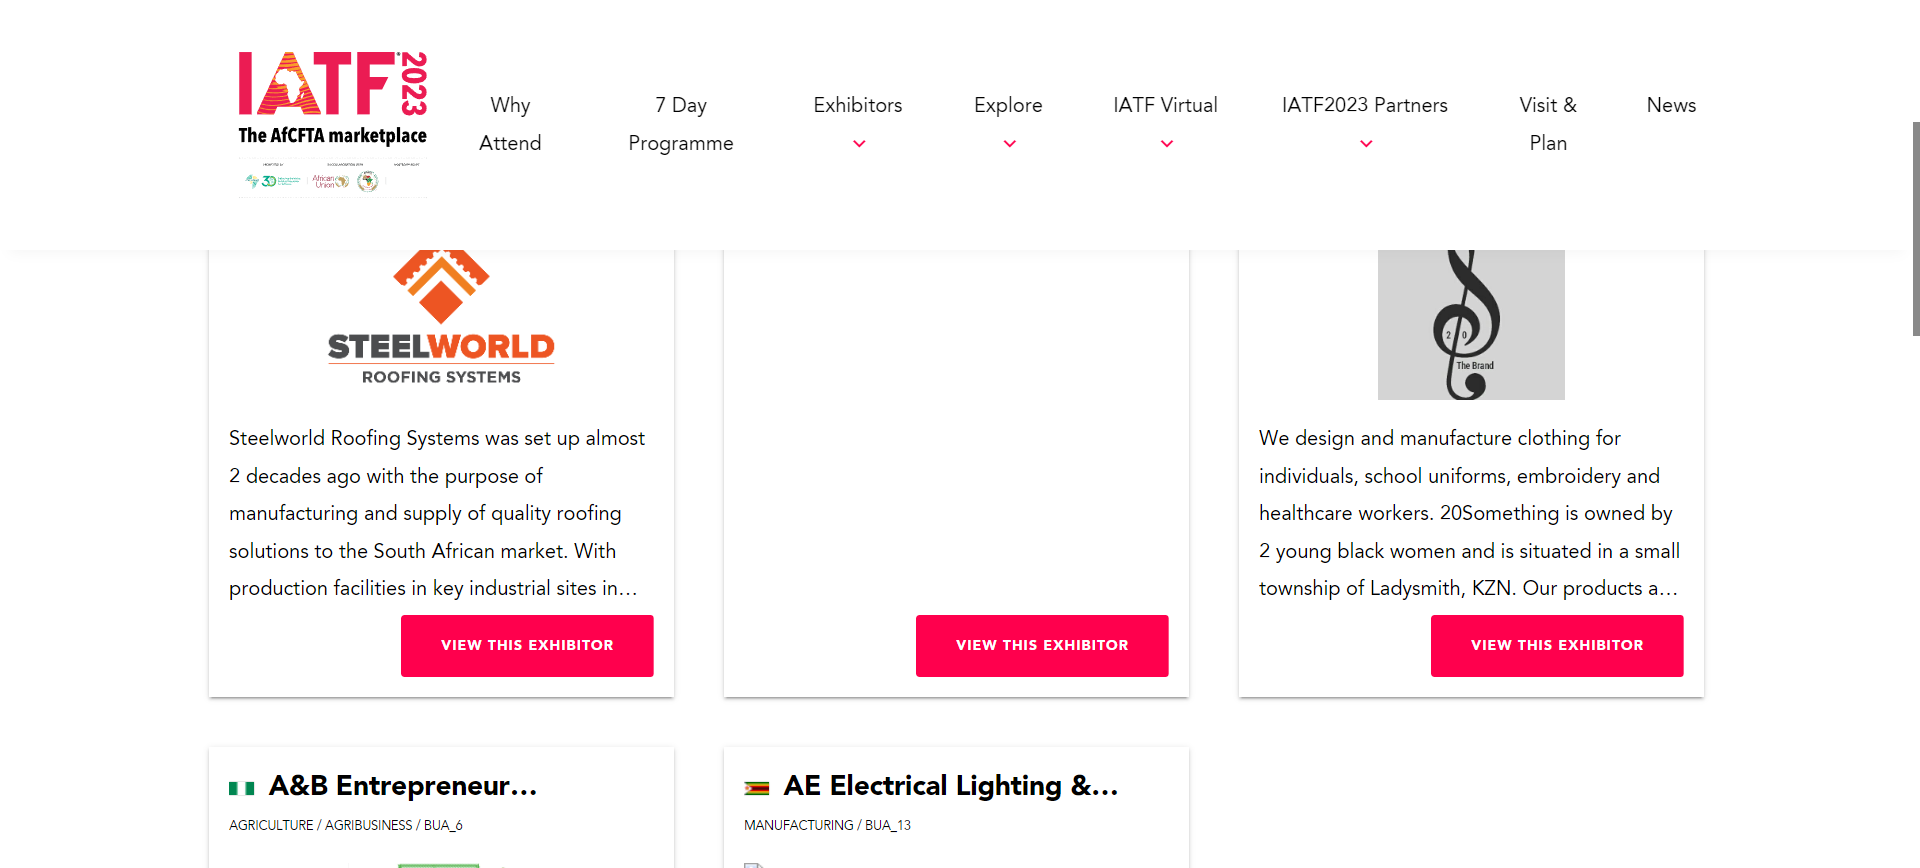 IATF 2023
The AfCFTA marketplace
African Union
Why Attend
7 Day Programme
Exhibitors
Explore
IATF Virtual
IATF2023 Partners
Visit & Plan
News
STEELWORLD
ROOFING SYSTEMS
Steelworld Roofing Systems was set up almost
2 decades ago with the purpose of
manufacturing and supply of quality roofing
solutions to the South African market. With
production facilities in key industrial sites in…
VIEW THIS EXHIBITOR
VIEW THIS EXHIBITOR
2 0
The Brand
We design and manufacture clothing for
individuals, school uniforms, embroidery and
healthcare workers. 20Something is owned by
2 young black women and is situated in a small
township of Ladysmith, KZN. Our products a…
VIEW THIS EXHIBITOR
A&B Entrepreneur…
AGRICULTURE / AGRIBUSINESS / BUA_6
AE Electrical Lighting &…
MANUFACTURING / BUA_13